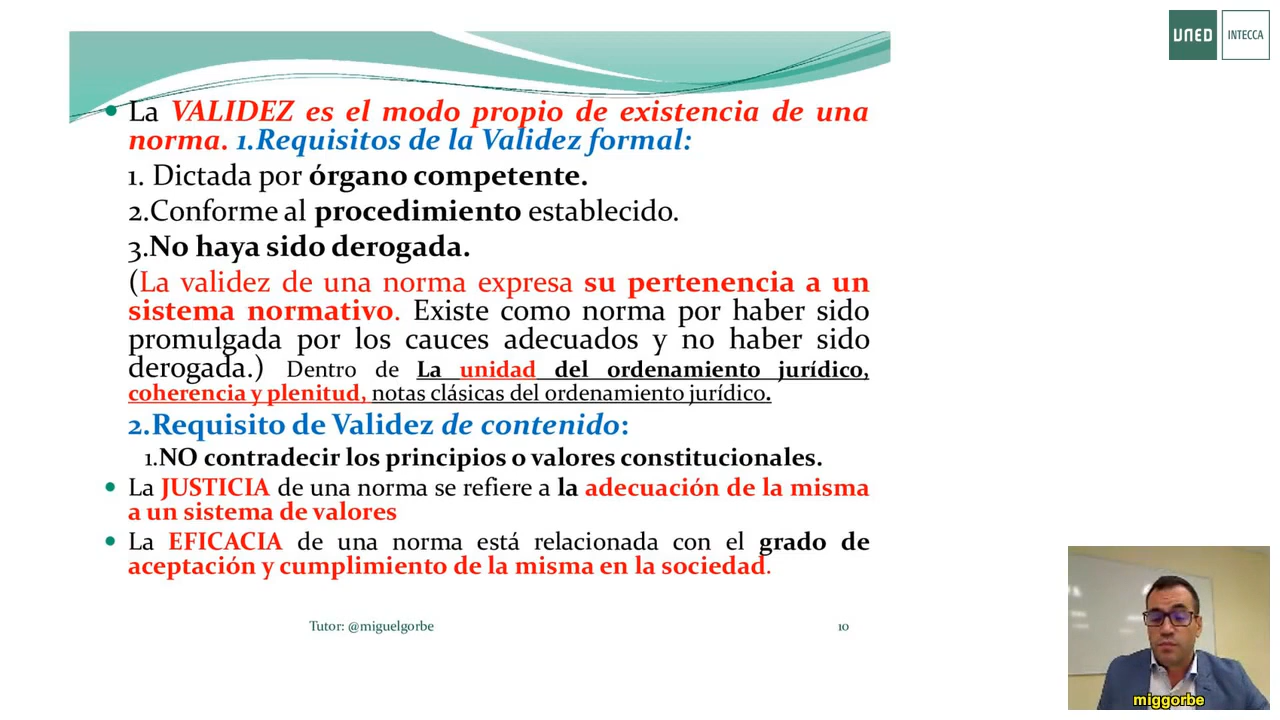 UNED INTECCA
La VALIDEZ es el modo propio de existencia de una
norma. 1.Requisitos de la Validez formal:
1. Dictada por órgano competente.
2.Conforme al procedimiento establecido.
3.No haya sido derogada.
(La validez de una norma expresa su pertenencia a un
sistema normativo. Existe como norma por haber sido
promulgada por los cauces adecuados y no haber sido
derogada.) Dentro de La unidad del ordenamiento jurídico,
coherencia y plenitud, notas clásicas del ordenamiento jurídico.
2.Requisito de Validez de contenido:
1.NO contradecir los principios o valores constitucionales.
La JUSTICIA de una norma se refiere a la adecuación de la misma
a un sistema de valores
La EFICACIA de una norma está relacionada con el grado de
aceptación y cumplimiento de la misma en la sociedad.
Tutor: @miguelgorbe 10
miggorbe